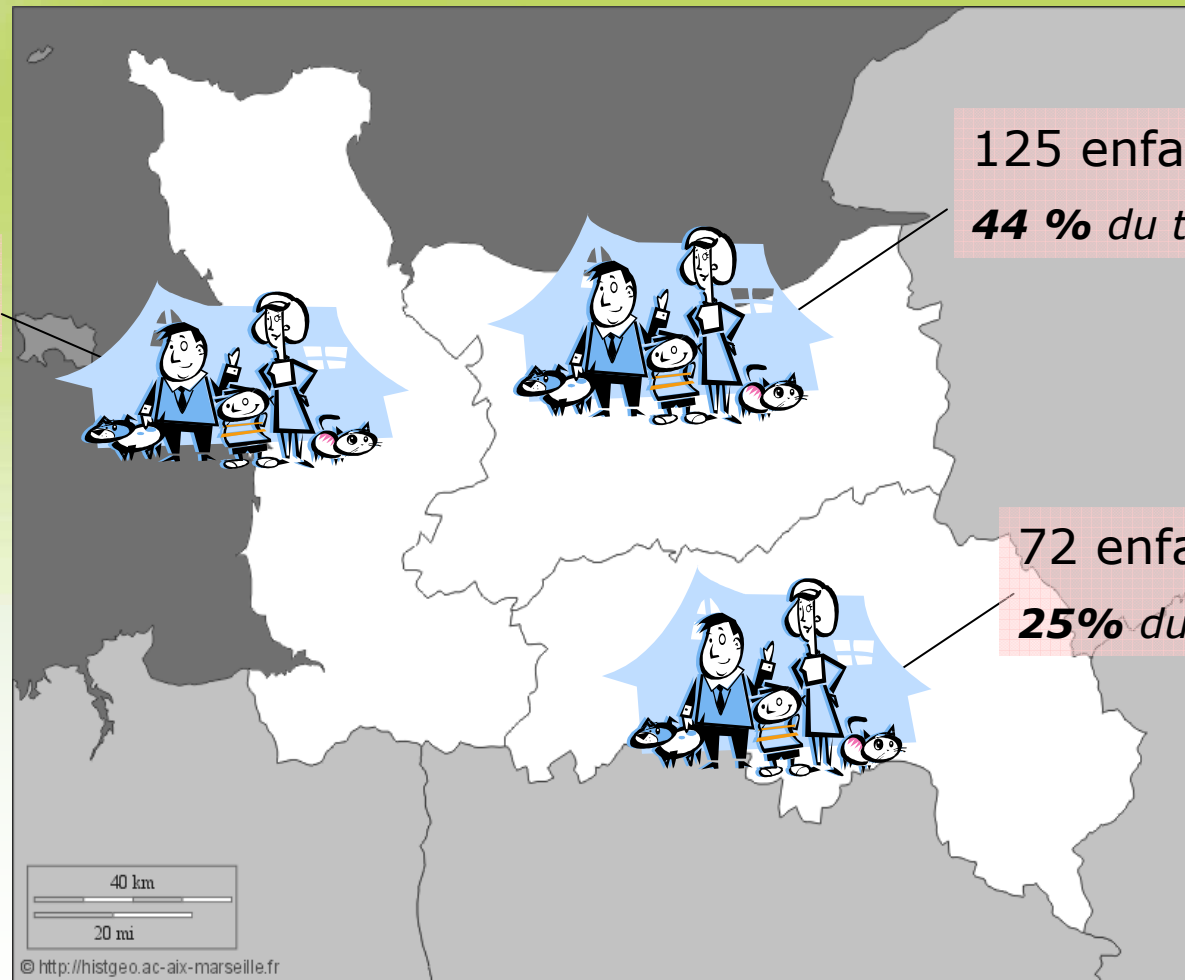 125 enfa
44 % du t
72 enfa
25% du
40 km
20 mi
© http://histgeo.ac-aix-marseille.fr